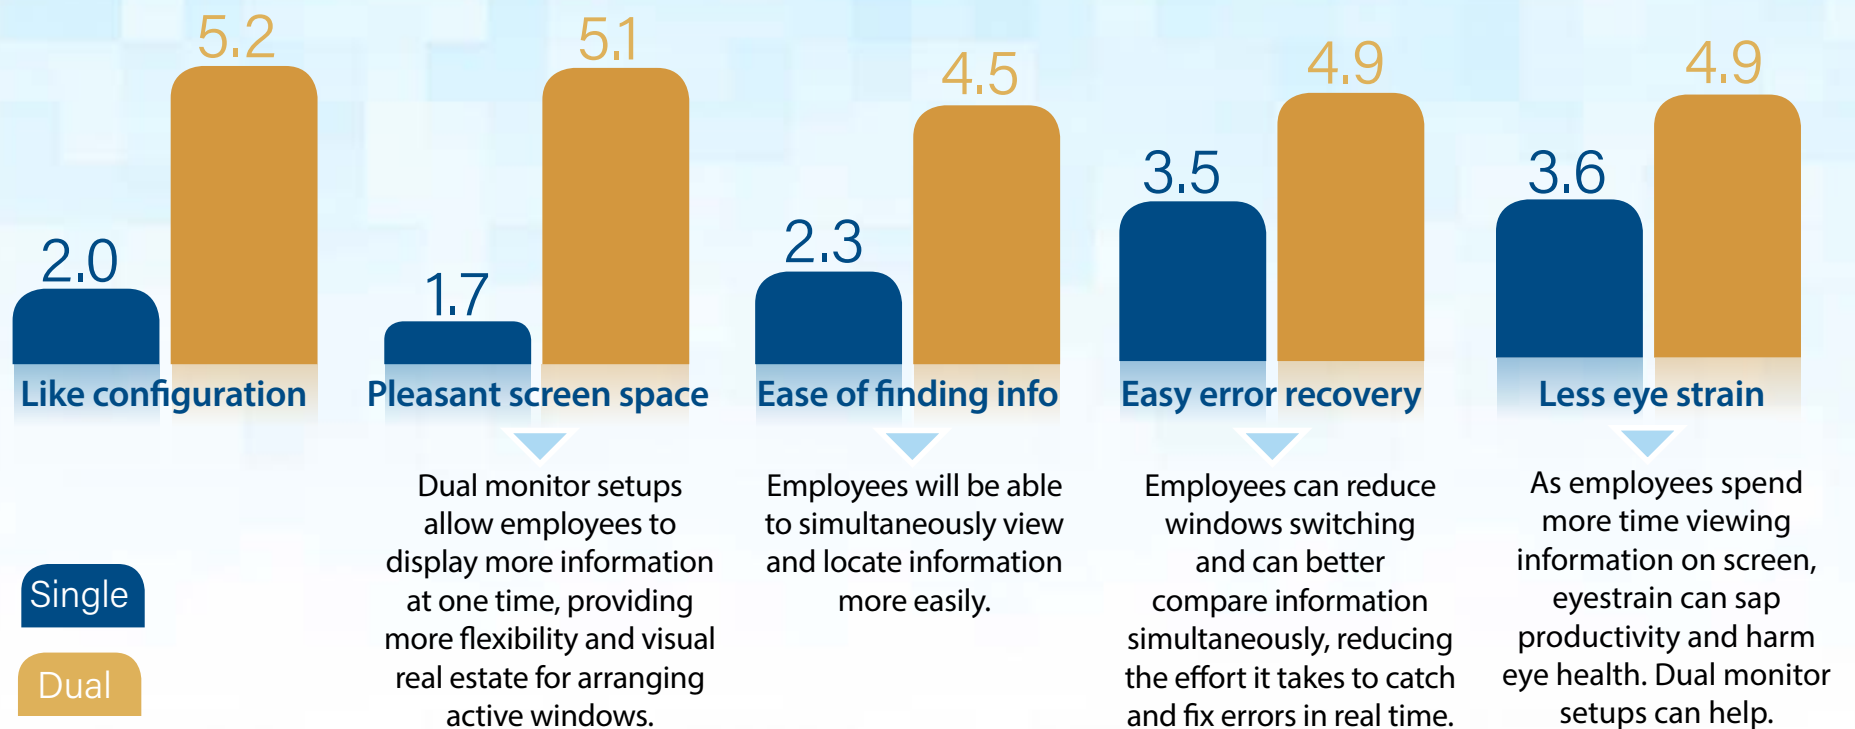 5.2
2.0
Like configuration
5.1
1.7
Pleasant screen space
Dual monitor setups
allow employees to
display more information
at one time, providing
more flexibility and visual
real estate for arranging
active windows.
4.5
2.3
Ease of finding info
Employees will be able
to simultaneously view
and locate information
more easily.
4.9
3.5
Easy error recovery
Employees can reduce
windows switching
and can better
compare information
simultaneously, reducing
the effort it takes to catch
and fix errors in real time.
4.9
3.6
Less eye strain
As employees spend
more time viewing
information on screen,
eyestrain can sap
productivity and harm
eye health. Dual monitor
setups can help.
Single
Dual